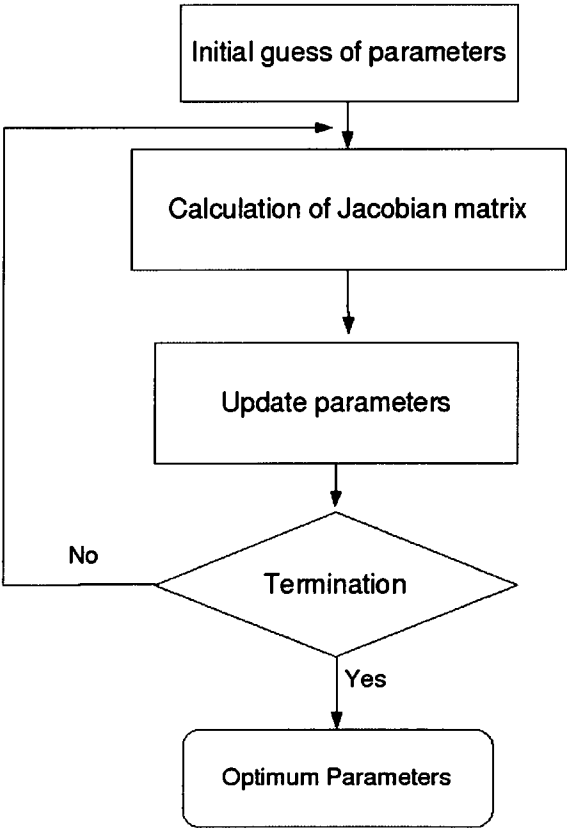 Initial guess of parameters
Calculation of Jacobian matrix
Update parameters
No
Termination
Yes
Optimum Parameters